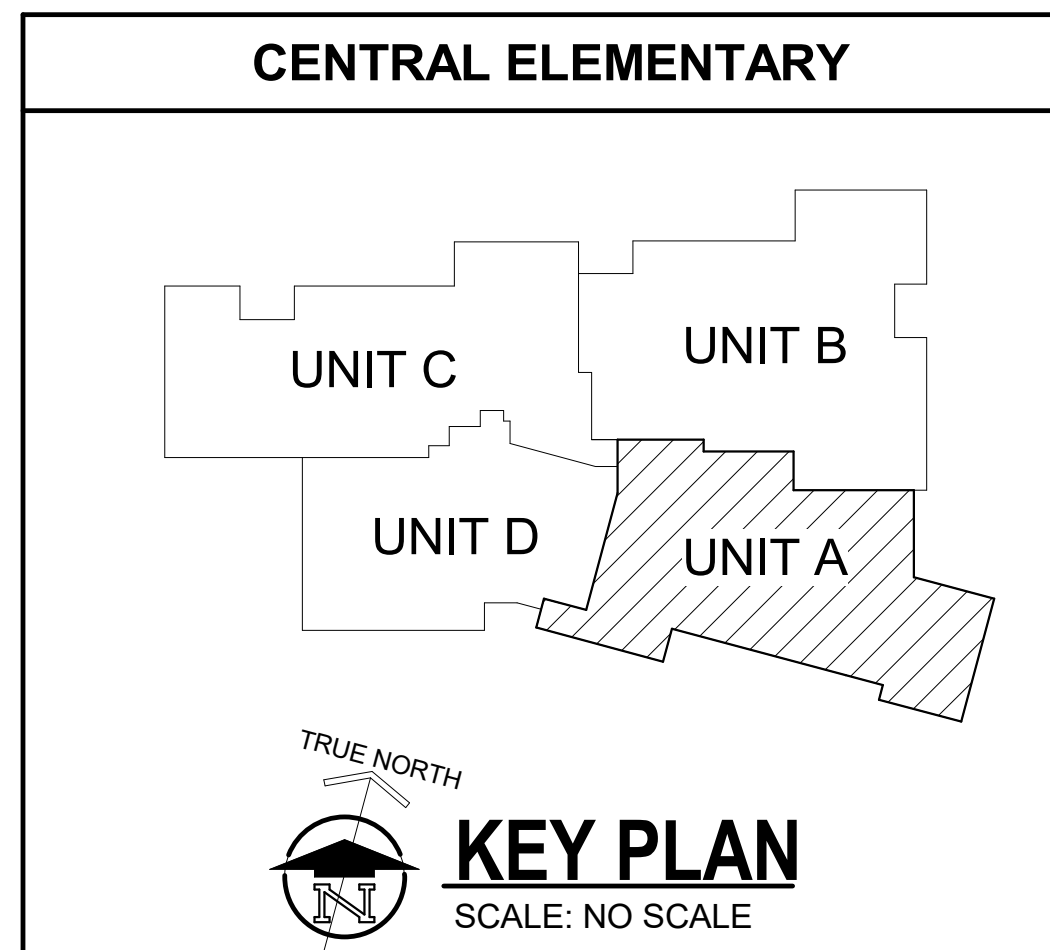 CENTRAL ELEMENTARY
UNIT B
UNIT C
UNIT D
UNIT A
TRUE NORTH
KEY PLAN
N
SCALE: NO SCALE